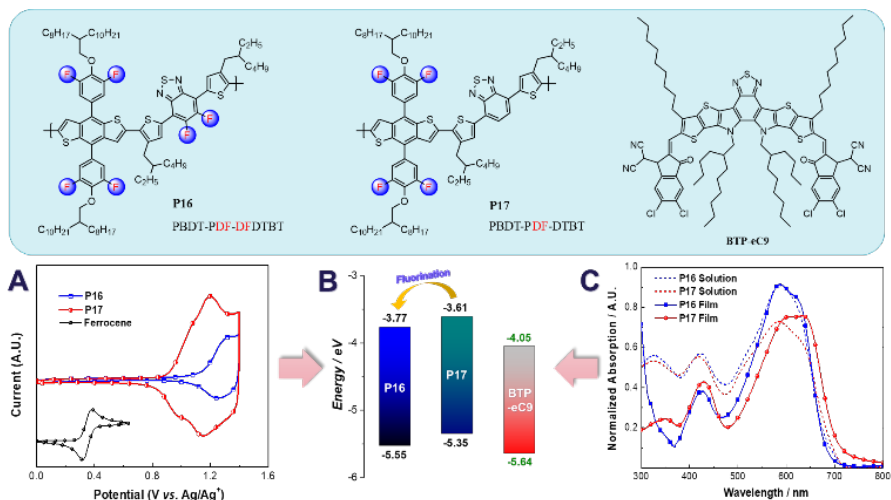 C8H17 C10H21
O
F F
N S N
C2H5
C4H9
S
F F
C4H9
C2H5
F F
O
C10H21 C8H17
P16
PBDT-PDF-DFDTBT
C8H17 C10H21
O
F F
N S N
C2H5
C4H9
S
C4H9
C2H5
F F
O
C10H21 C8H17
P17
PBDT-PDF-DTBT
N S N
S S S S
N N
NC CN
O O
NC CN
Cl Cl Cl Cl
BTP-eC9
A
P16
P17
Ferrocene
Current (A.U.)
0.0 0.4 0.8 1.2 1.6
Potential (V vs. Ag/Ag+)
B
Fluorination
Energy / eV
-3
-4
-5
-6
-3.77
P16
-5.55
-3.61
P17
-5.35
-4.05
BTP
-eC9
-5.64
C
P16 Solution
P17 Solution
P16 Film
P17 Film
Normalized Absorption / A.U.
1.0
0.8
0.6
0.4
0.2
0
300 400 500 600 700 800
Wavelength / nm